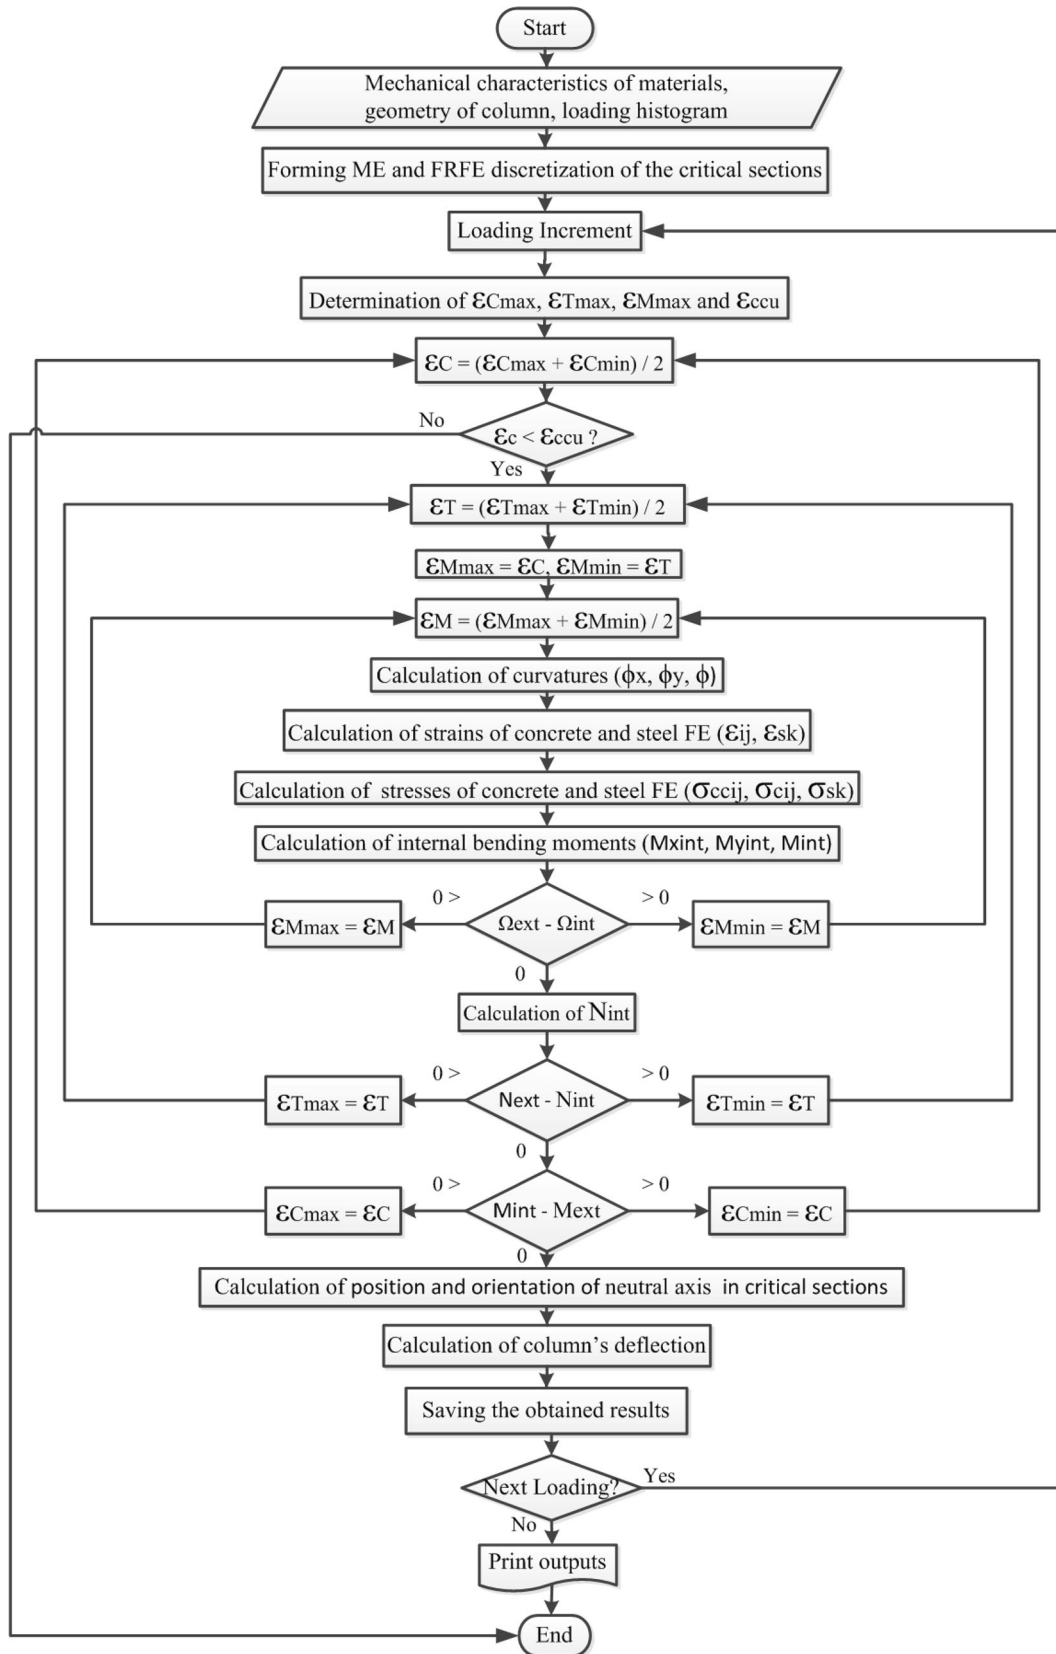 Start
Mechanical characteristics of materials,
geometry of column, loading histogram
Forming ME and FRFE discretization of the critical sections
Loading Increment
Determination of εCmax, εTmax, εMmax and εccu
εC = (εCmax + εCmin) / 2
No
εc < εccu ?
Yes
εT = (εTmax + εTmin) / 2
εMmax = εC, εMmin = εT
εM = (εMmax + εMmin) / 2
Calculation of curvatures (ϕx, ϕy, ϕ)
Calculation of strains of concrete and steel FE (εij, εsk)
Calculation of stresses of concrete and steel FE (σccij, σcij, σsk)
Calculation of internal bending moments (Mxint, Myint, Mint)
0 >
> 0
εMmax = εM
Ωext - Ωint
εMmin = εM
0
Calculation of Nint
0 >
> 0
εTmax = εT
Next - Nint
εTmin = εT
0
0 >
> 0
εCmax = εC
Mint - Mext
εCmin = εC
0
Calculation of position and orientation of neutral axis in critical sections
Calculation of column's deflection
Saving the obtained results
Next Loading?
Yes
No
Print outputs
End